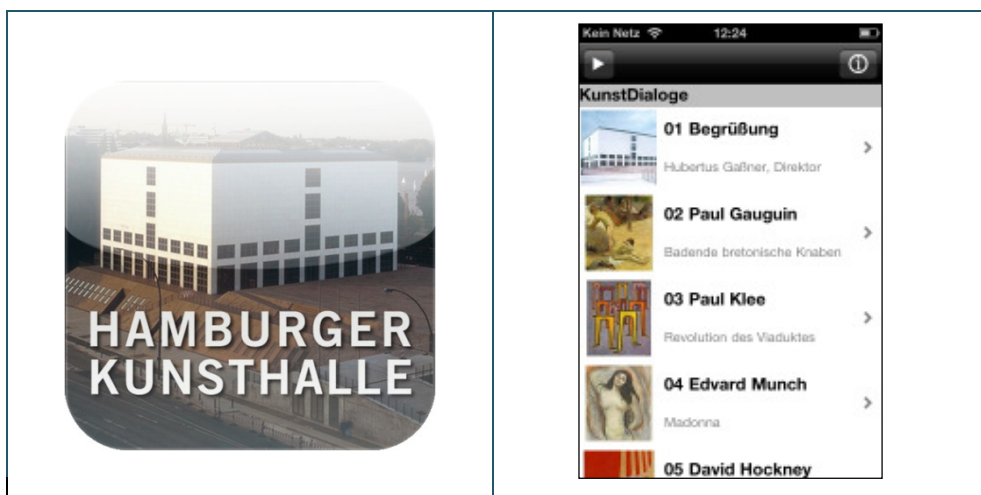 HAMBURGER
KUNSTHALLE
Kein Netz 12:24
KunstDialoge
01 Begrüßung
Hubertus Gaßner, Direktor
02 Paul Gauguin
Badende bretonische Knaben
03 Paul Klee
Revolution des Viaduktes
04 Edvard Munch
Madonna
05 David Hockney